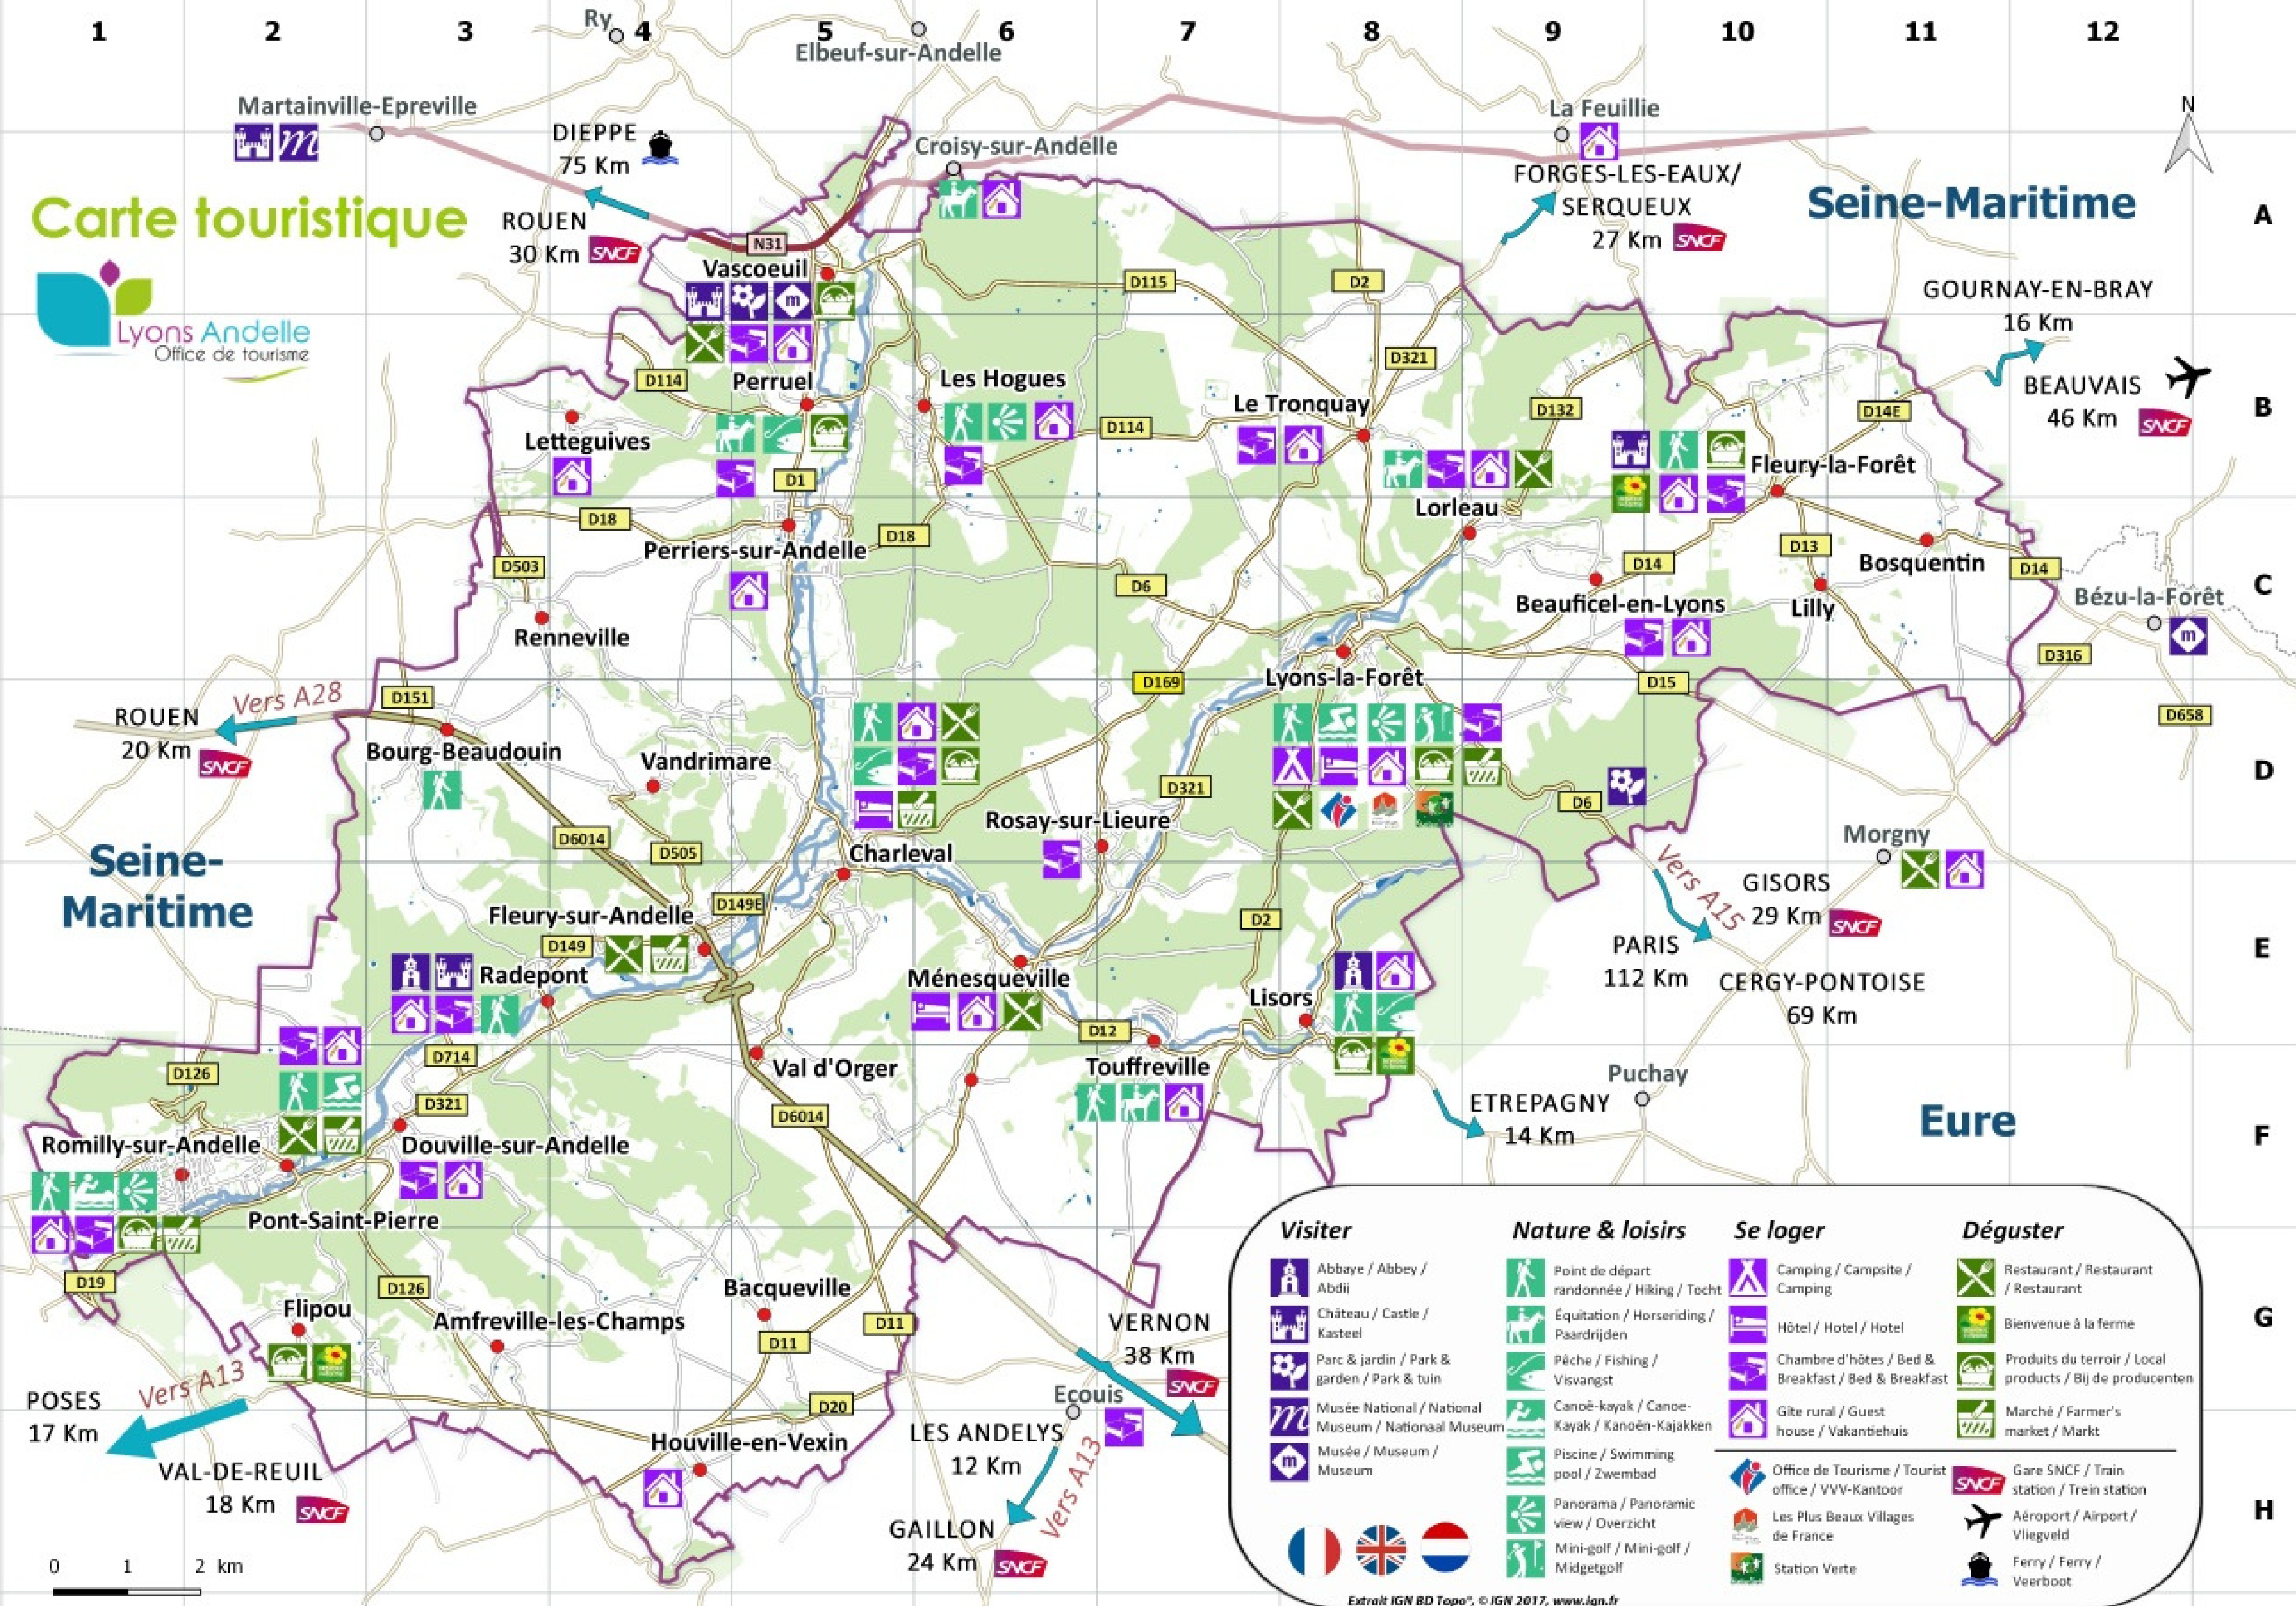 1 2 3 4 5 6 7 8 9 10 11 12
Ry
Elbeuf-sur-Andelle
Martainville-Epreville
m
DIEPPE
75 Km
Croisy-sur-Andelle
La Feuillie
N
FORGES-LES-EAUX/
SERQUEUX
27 Km SNCF
Seine-Maritime
A
Carte touristique
ROUEN
30 Km SNCF
N31
Vascoeuil
m
D115
D2
GOURNAY-EN-BRAY
16 Km
Lyons Andelle
Office de tourisme
D321
BEAUVAIS
46 Km SNCF
D114
Perruel
Les Hogues
Le Tronquay
D132
D14E
B
Letteguives
D114
Fleury-la-Forêt
D1
Lorleau
D18
D18
Perriers-sur-Andelle
D503
D6
D14
D13
Bosquentin
D14
C
Beauficel-en-Lyons
Lilly
Bézu-la-Forêt
m
Renneville
D316
Lyons-la-Forêt
D169
D15
D151
Vers A28
ROUEN
20 Km
SNCF
D658
Bourg-Beaudouin
Vandrimare
D
D321
D6
Rosay-sur-Lieure
D6014
D505
Charleval
Morgny
Seine-
Maritime
Vers A15
GISORS
29 Km SNCF
D149E
Fleury-sur-Andelle
D149
D2
PARIS
112 Km
E
Radepont
Ménesqueville
CERGY-PONTOISE
69 Km
Lisors
D12
D714
D126
Val d'Orger
Touffreville
Puchay
D321
D6014
ETREPAGNY
14 Km
Eure
F
Romilly-sur-Andelle
Douville-sur-Andelle
Pont-Saint-Pierre
D19
D126
Bacqueville
Flipou
Amfreville-les-Champs
D11
D11
VERNON
38 Km
SNCF
G
Vers A13
POSES
17 Km
Ecouis
D20
LES ANDELYS
12 Km
Houville-en-Vexin
VAL-DE-REUIL
18 Km SNCF
Vers A13
GAILLON
24 Km SNCF
H
0 1 2 km
Visiter
Abbaye / Abbey /
Abdij
Château / Castle /
Kasteel
Parc & jardin / Park &
garden / Park & tuin
m Musée National / National
Museum / Nationaal Museum
m Musée / Museum /
Museum
Nature & loisirs
Point de départ
randonnée / Hiking / Tocht
Équitation / Horseriding /
Paardrijden
Pêche / Fishing /
Visvangst
Canoë-kayak / Canoe-
Kayak / Kanoën-Kajakken
Piscine / Swimming
pool / Zwembad
Panorama / Panoramic
view / Overzicht
Mini-golf / Mini-golf /
Midgetgolf
Se loger
Camping / Campsite /
Camping
Hôtel / Hotel / Hotel
Chambre d'hôtes / Bed &
Breakfast / Bed & Breakfast
Gîte rural / Guest
house / Vakantiehuis
Déguster
Restaurant / Restaurant
/ Restaurant
Bienvenue à la ferme
Produits du terroir / Local
products / Bij de producenten
Marché / Farmer's
market / Markt
Office de Tourisme / Tourist
office / VVV-Kantoor
Les Plus Beaux Villages
de France
Station Verte
SNCF Gare SNCF / Train
station / Trein station
Aéroport / Airport /
Vliegveld
Ferry / Ferry /
Veerboot
Extrait IGN BD Topo®, © IGN 2017, www.ign.fr